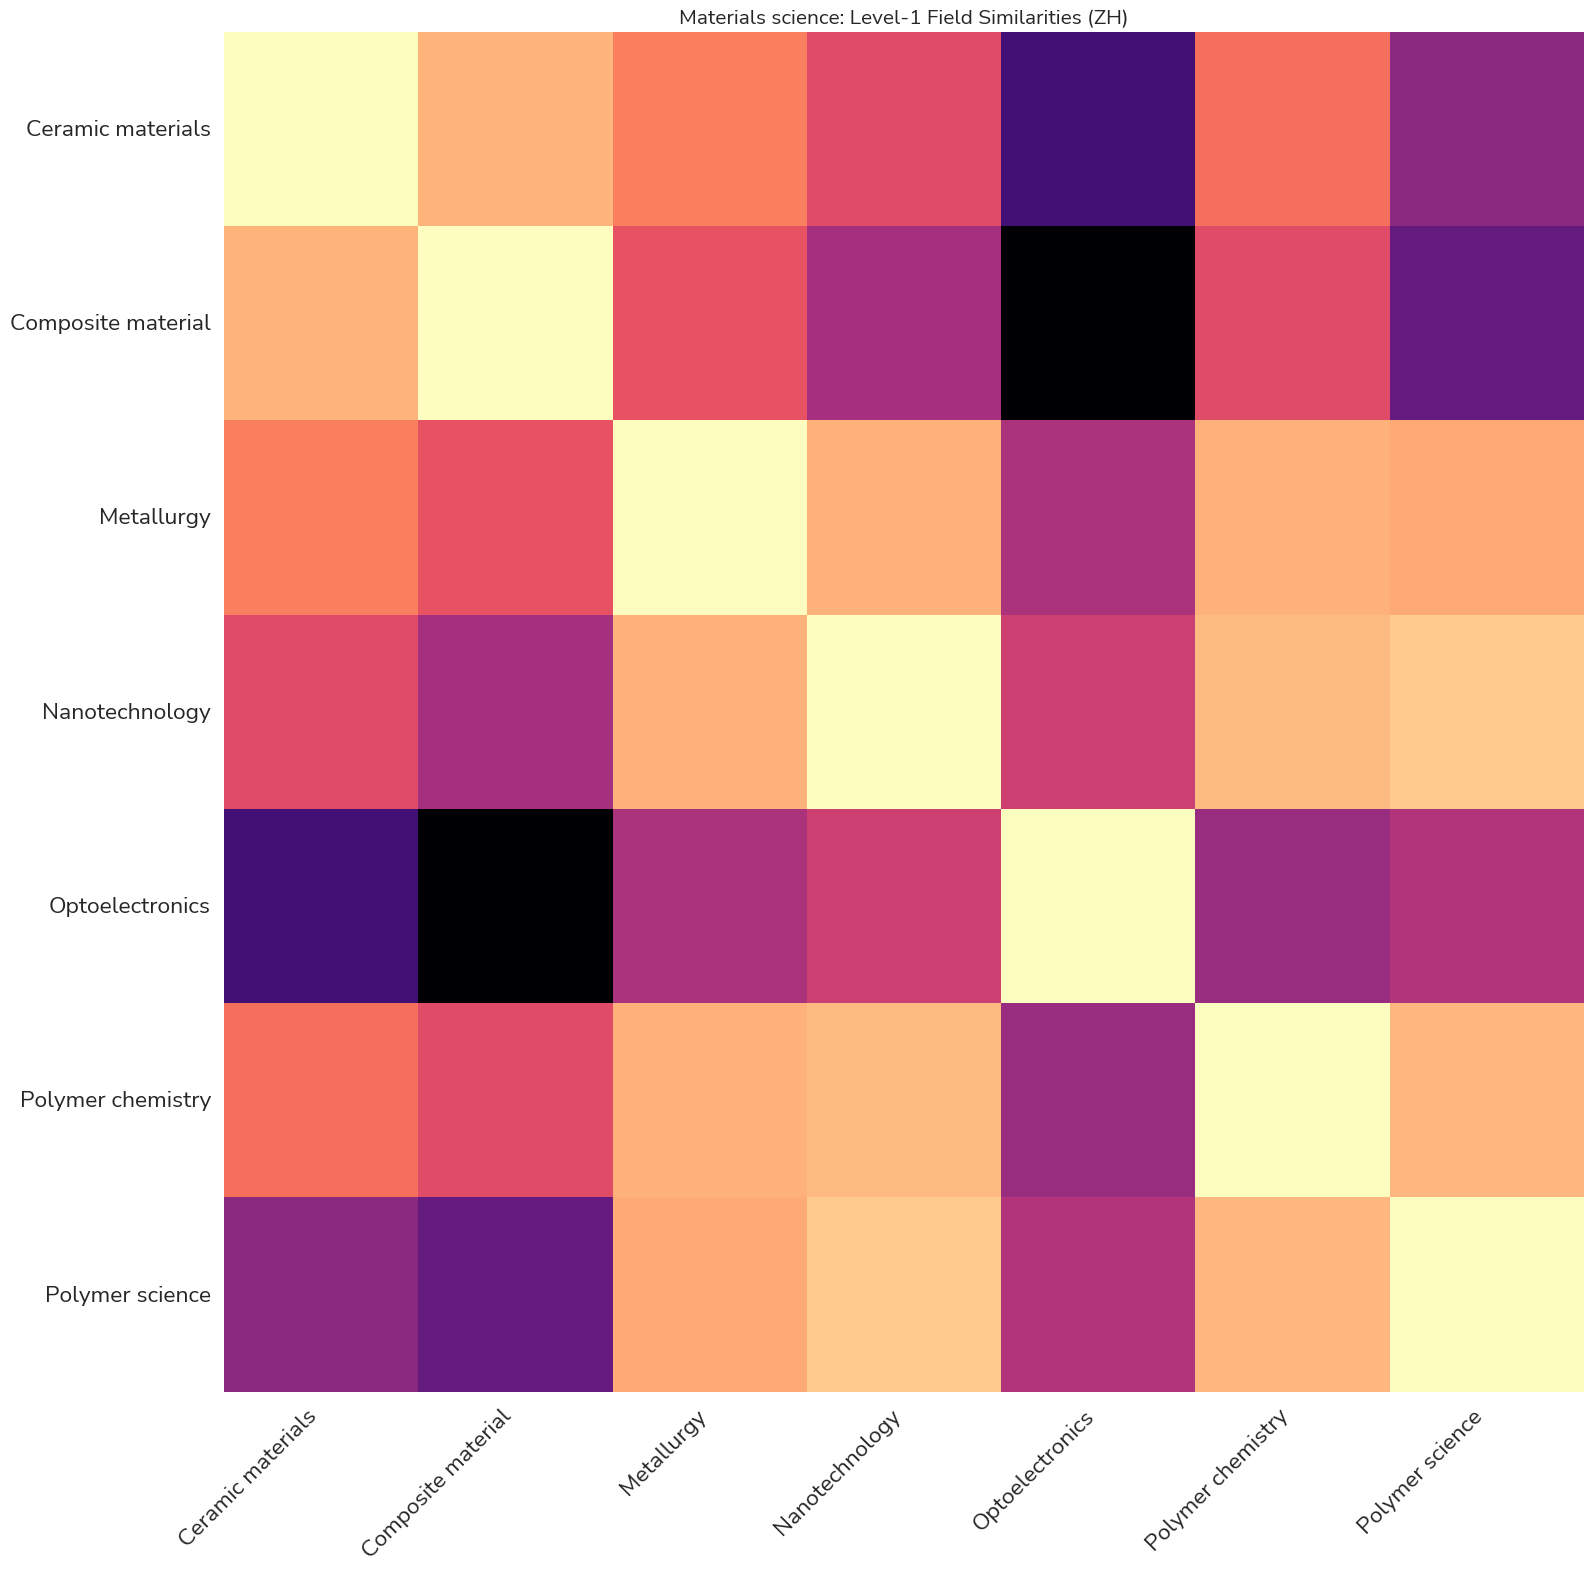 Materials science: Level-1 Field Similarities (ZH)
Ceramic materials
Composite material
Metallurgy
Nanotechnology
Optoelectronics
Polymer chemistry
Polymer science
Ceramic materials
Composite material
Metallurgy
Nanotechnology
Optoelectronics
Polymer chemistry
Polymer science